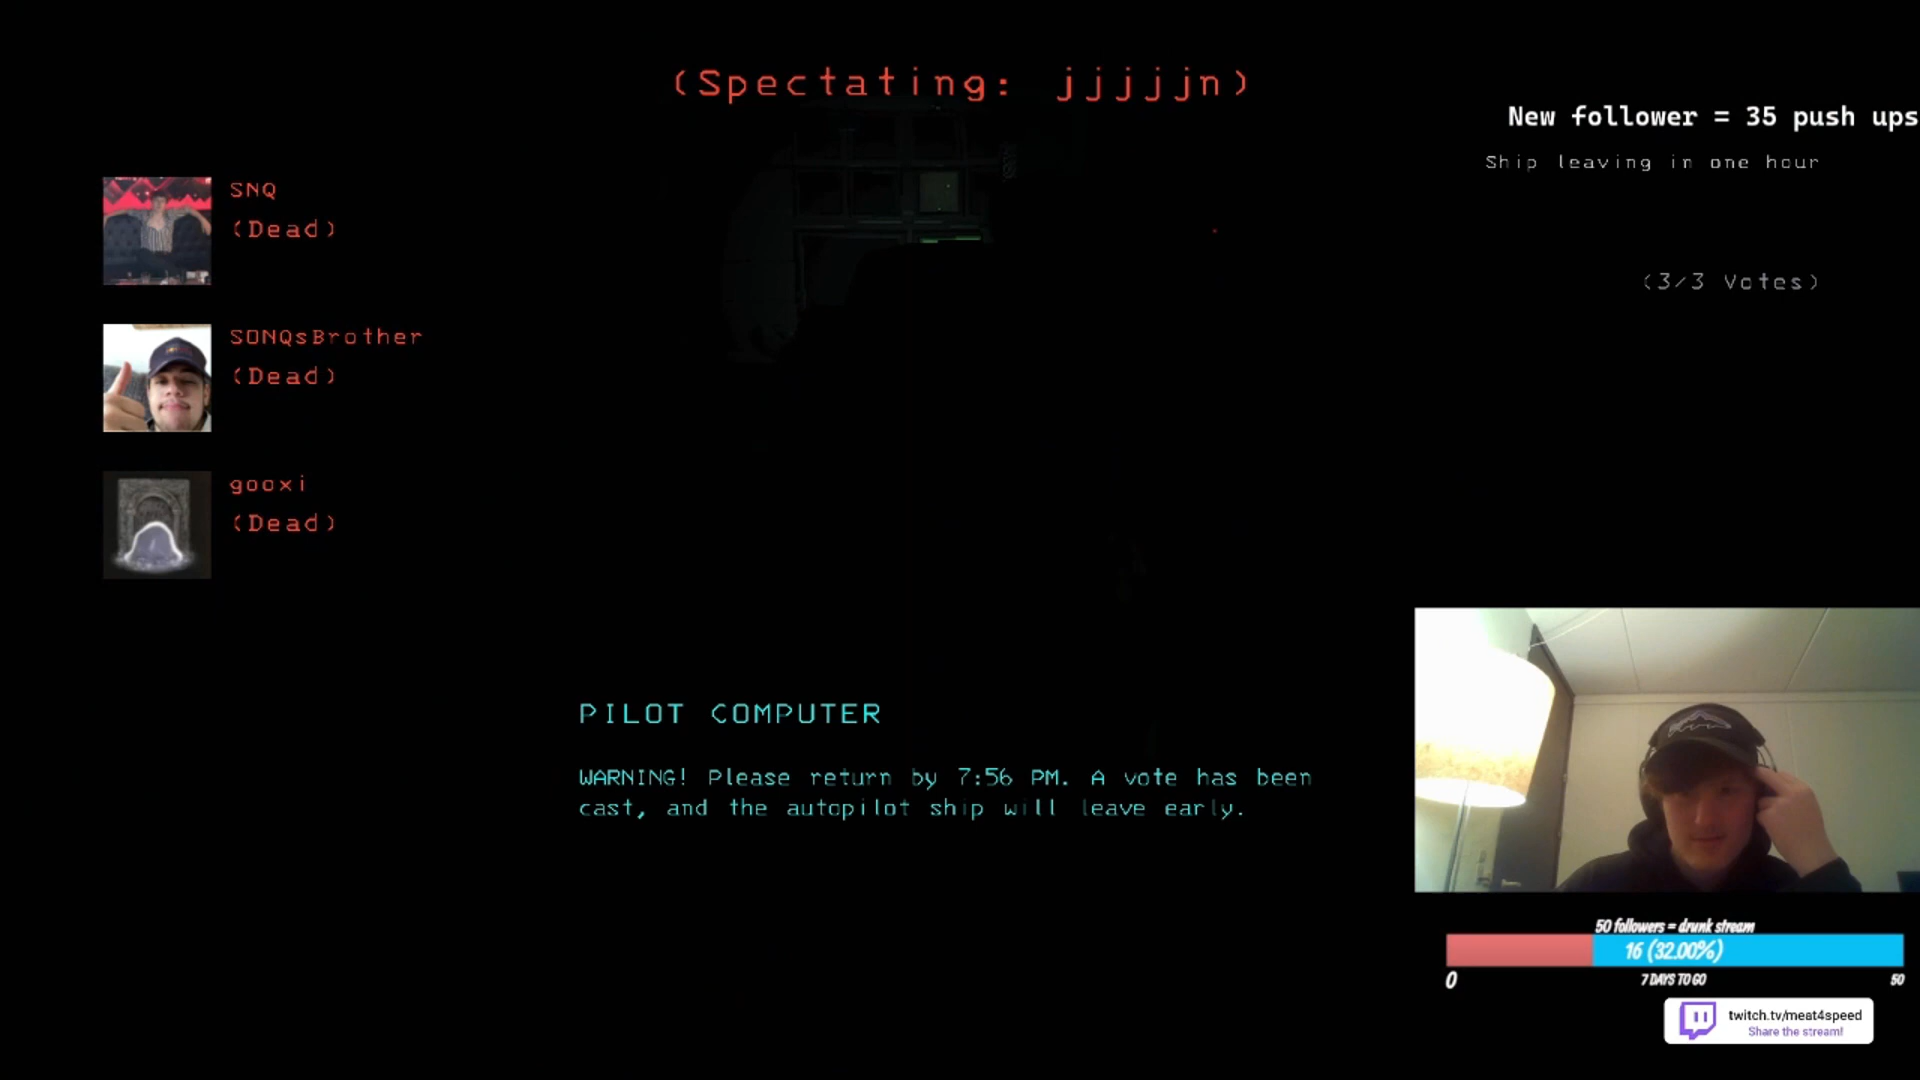 (Spectating: jjjjjn)
New follower = 35 push ups
Ship leaving in one hour
(3/3 Votes)
SNQ
(Dead)
SONQsBrother
(Dead)
gooxi
(Dead)
PILOT COMPUTER
WARNING! Please return by 7:56 PM. A vote has been
cast, and the autopilot ship will leave early.
50 followers = drunk stream
16 (32.00%)
0
7 DAYS TO GO
50
twitch.tv/meat4speed
Share the stream!